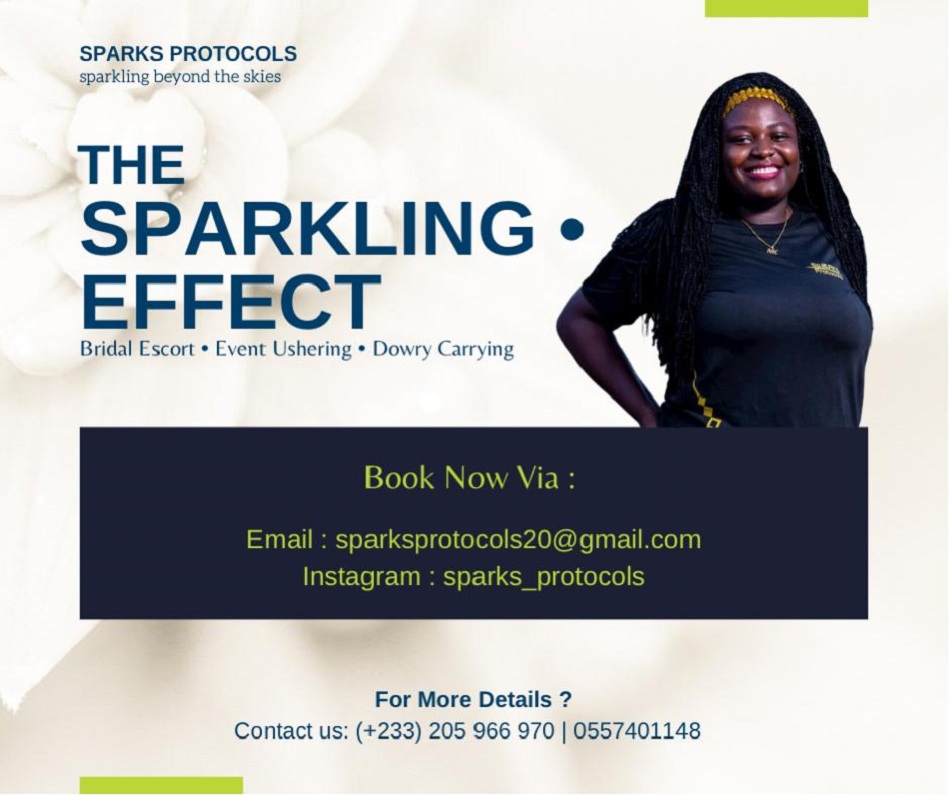 SPARKS PROTOCOLS
sparkling beyond the skies
THE
SPARKLING •
EFFECT
Bridal Escort • Event Ushering • Dowry Carrying
Book Now Via :
Email : sparksprotocols20@gmail.com
Instagram : sparks_protocols
For More Details ?
Contact us: (+233) 205 966 970 | 0557401148